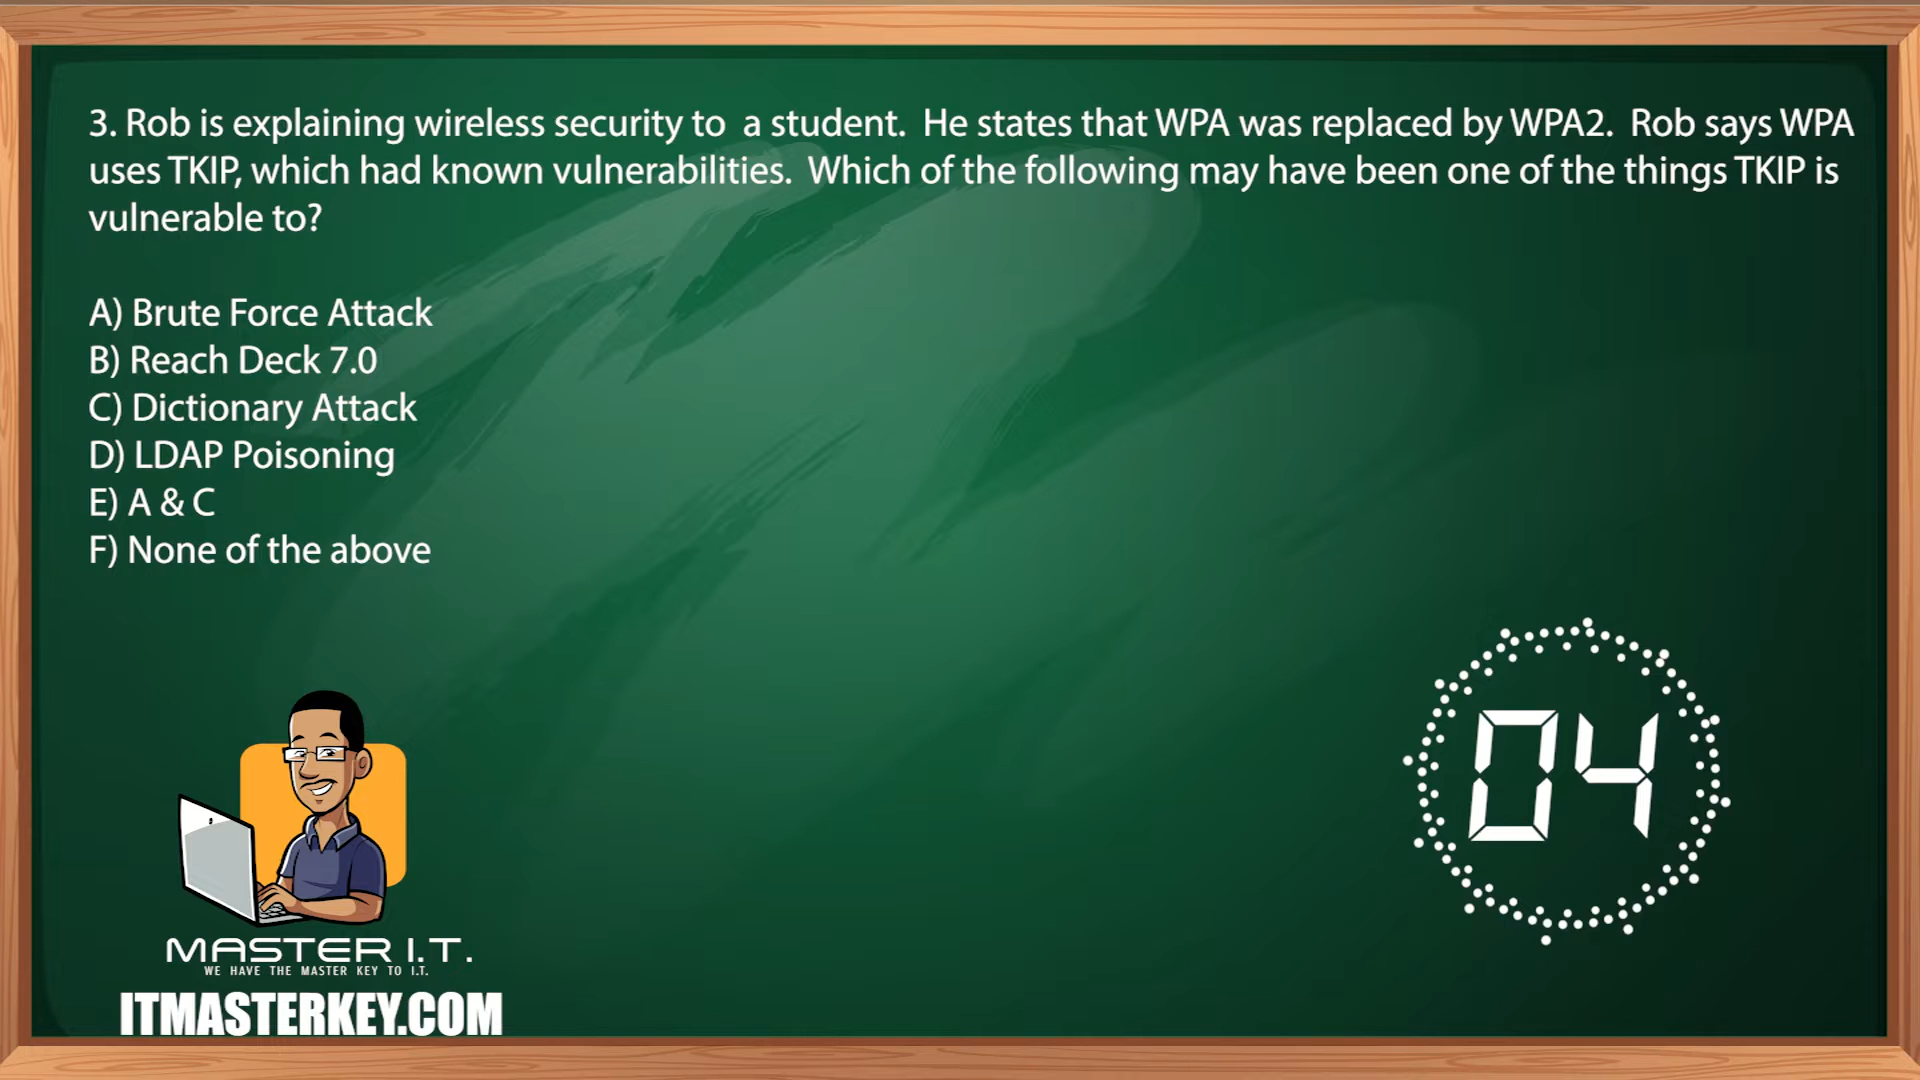 3. Rob is explaining wireless security to  a student.  He states that WPA was replaced by WPA2.  Rob says WPA
uses TKIP, which had known vulnerabilities.  Which of the following may have been one of the things TKIP is
vulnerable to?
A) Brute Force Attack
B) Reach Deck 7.0
C) Dictionary Attack
D) LDAP Poisoning
E) A & C
F) None of the above
04
MASTER I.T.
WE HAVE THE MASTER KEY TO I.T.
ITMASTERKEY.COM